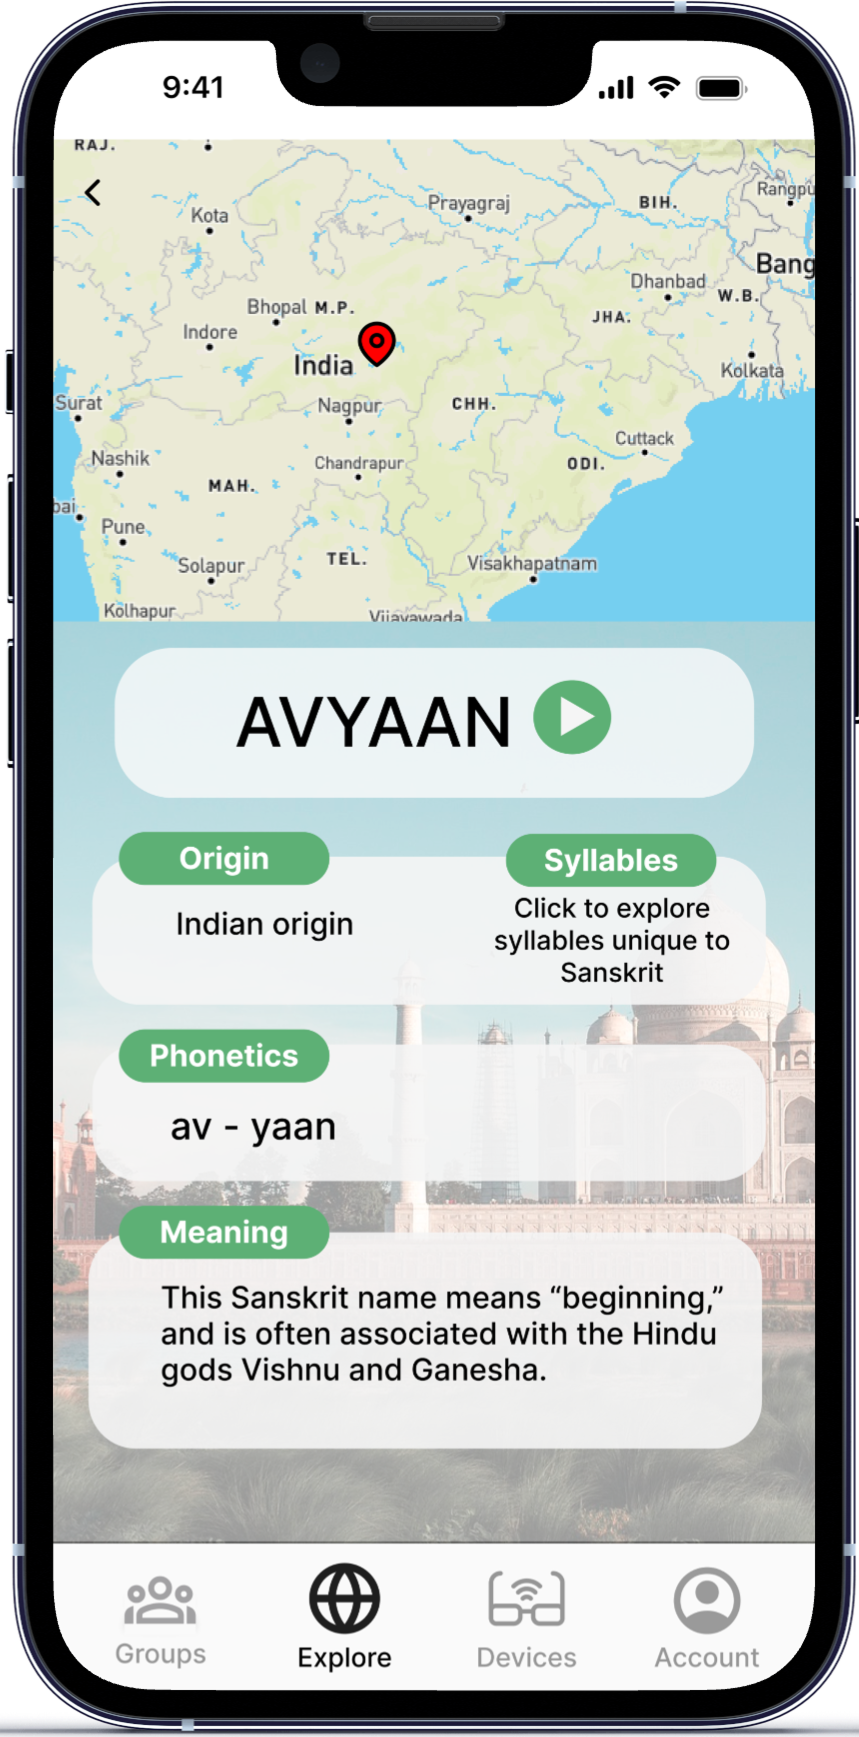 9:41
RAJ.
Kota
Prayagraj
BIH.
Rangpu
Bang
Dhanbad
W.B.
Bhopal M.P.
JHA.
Indore
India
Kolkata
Surat
Nagpur
CHH.
Cuttack
Nashik
Chandrapur
ODI.
MAH.
bai
Pune
Solapur
TEL.
Visakhapatnam
Kolhapur
Vijayawada
AVYAAN
Origin
Syllables
Indian origin
Click to explore
syllables unique to
Sanskrit
Phonetics
av - yaan
Meaning
This Sanskrit name means “beginning,”
and is often associated with the Hindu
gods Vishnu and Ganesha.
Groups
Explore
Devices
Account